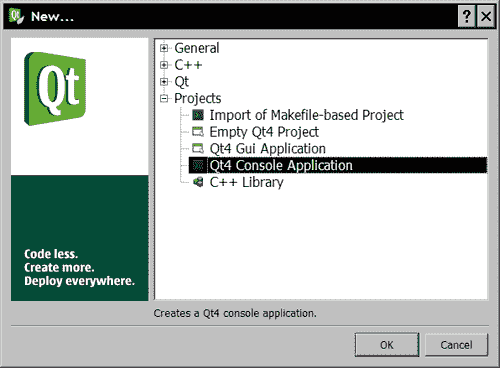 New...
Qt
General
C++
Qt
Projects
Import of Makefile-based Project
Empty Qt4 Project
Qt4 Gui Application
Qt4 Console Application
C++ Library
Code less.
Create more.
Deploy everywhere.
Creates a Qt4 console application.
OK
Cancel